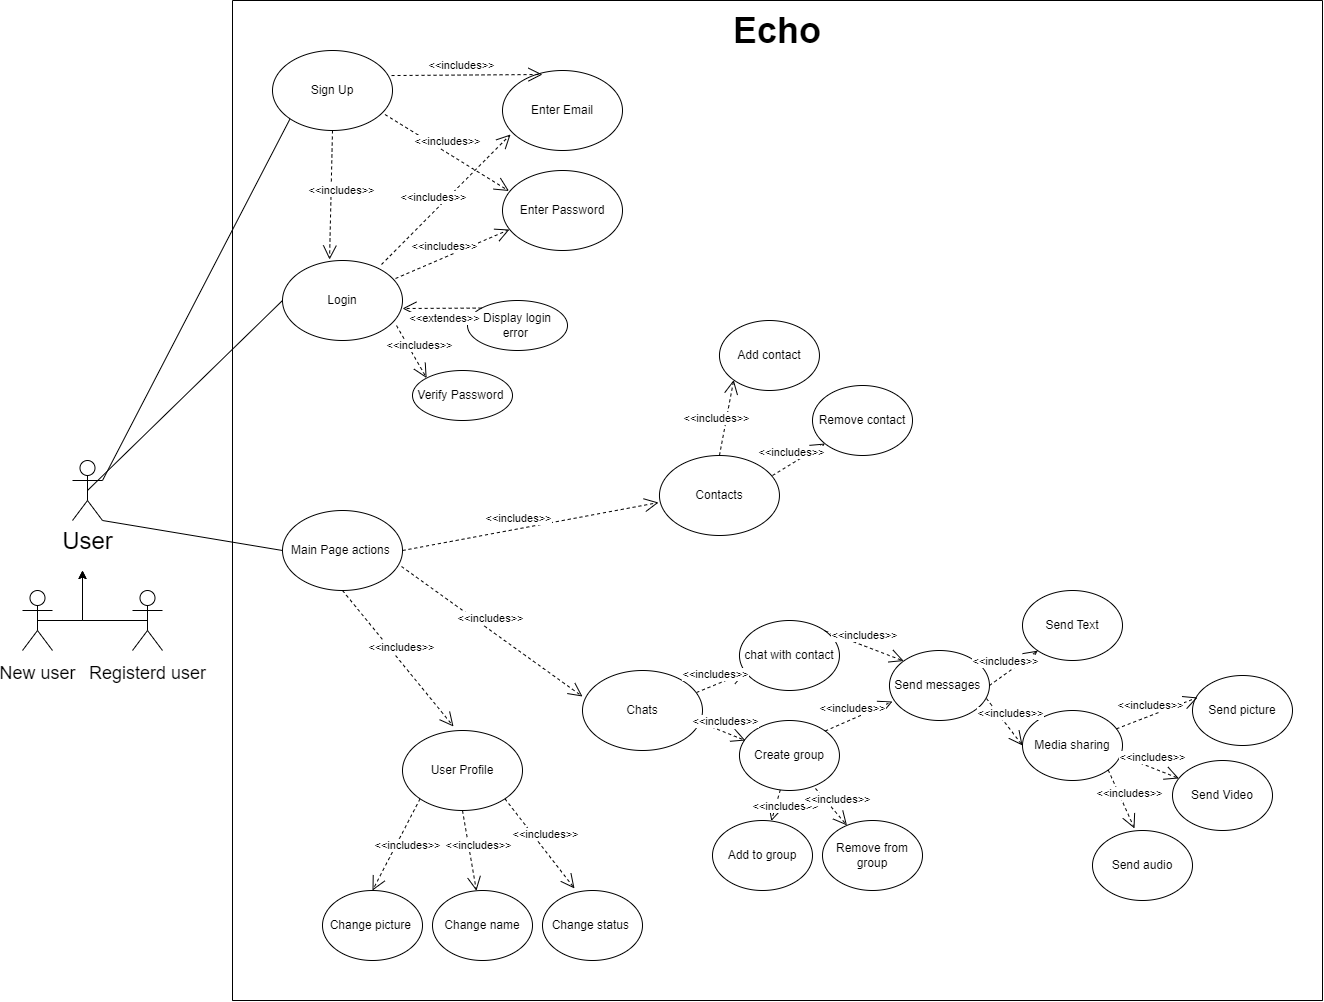 Echo
<<includes>>
Sign Up
Enter Email
<<includes>>
<<includes>>
<<includes>>
Enter Password
<<includes>>
Login
<<extendes>>
Display login
error
<<includes>>
Verify Password
Add contact
<<includes>>
Remove contact
<<includes>>
Contacts
<<includes>>
User
Main Page actions
New user
Registerd user
<<includes>>
<<includes>>
chat with contact
<<includes>>
Send Text
<<includes>>
<<includes>>
Send messages
Chats
<<includes>>
<<includes>>
<<includes>>
<<includes>>
Send picture
Media sharing
Create group
<<includes>>
User Profile
<<includes>>
Send Video
<<includes>>
<<includes>>
<<includes>>
<<includes>>
Add to group
Remove from
group
Send audio
<<includes>>
<<includes>>
<<includes>>
Change picture
Change name
Change status